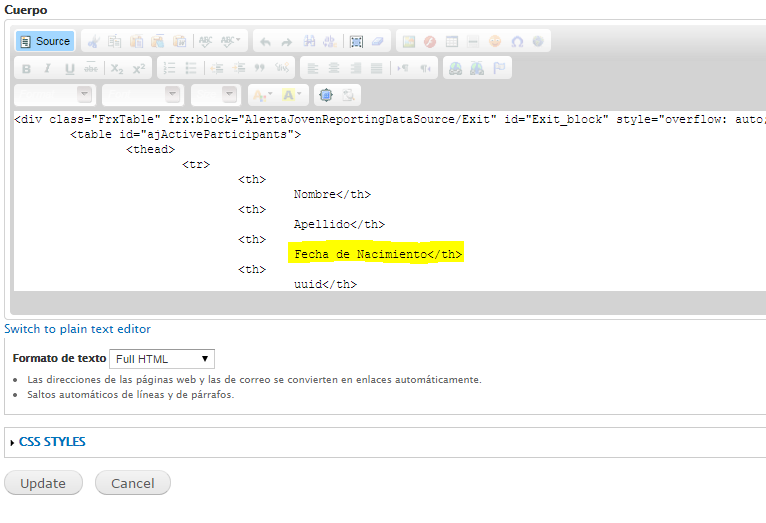 Cuerpo
Source
B I U abc X2 X2
<div class="FrxTable" frx:block="AlertaJovenReportingDataSource/Exit" id="Exit_block" style="overflow: auto;
<table id="ajActiveParticipants">
<thead>
<tr>
<th>
Nombre</th>
<th>
Apellido</th>
<th>
Fecha de Nacimiento</th>
<th>
uuid</th>
Switch to plain text editor
Formato de texto Full HTML
Las direcciones de las páginas web y las de correo se convierten en enlaces automáticamente.
Saltos automáticos de líneas y de párrafos.
CSS STYLES
Update Cancel